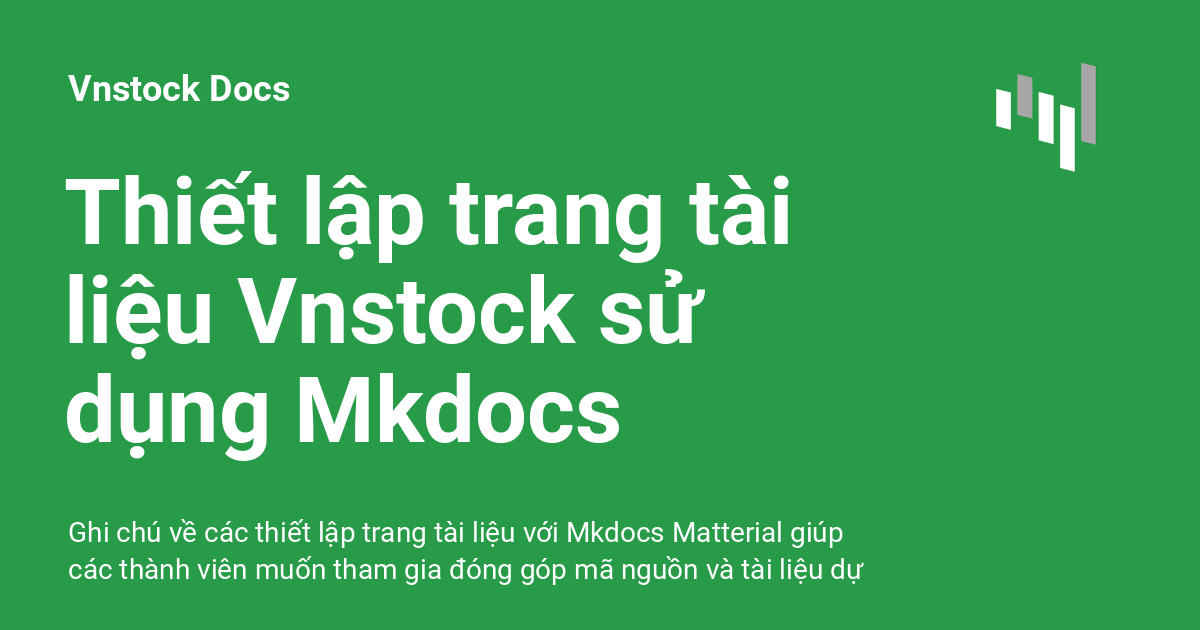 Vnstock Docs
Thiết lập trang tài
liệu Vnstock sử
dụng Mkdocs
Ghi chú về các thiết lập trang tài liệu với Mkdocs Matterial giúp
các thành viên muốn tham gia đóng góp mã nguồn và tài liệu dự